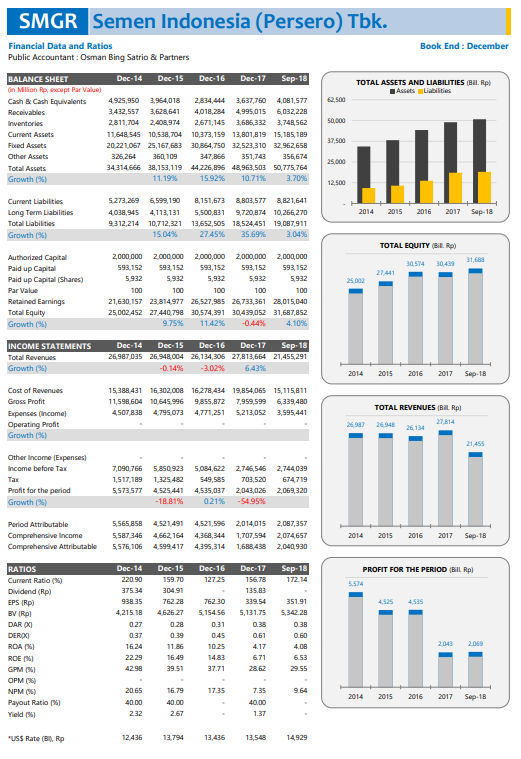 SMGR Semen Indonesia (Persero) Tbk.
Financial Data and Ratios Book End : December
Public Accountant : Osman Bing Satrio & Partners
BALANCE SHEET Dec-14 Dec-15 Dec-16 Dec-17 Sep-18
(in Million Rp, except Par Value)
Cash & Cash Equivalents 4,925,950 3,964,018 2,834,444 3,637,760 4,081,577
Receivables 3,432,557 3,628,641 4,018,284 4,995,015 6,032,228
Inventories 2,811,704 2,408,974 2,671,145 3,686,332 3,748,562
Current Assets 11,648,545 10,538,704 10,373,159 13,801,819 15,185,189
Fixed Assets 20,221,067 25,167,683 30,864,750 32,523,310 32,962,658
Other Assets 326,264 360,109 347,866 351,743 356,674
Total Assets 34,314,666 38,153,119 44,226,896 48,963,503 50,775,764
Growth (%) 11.19% 15.92% 10.71% 3.70%
Current Liabilities 5,273,269 6,599,190 8,151,673 8,803,577 8,821,641
Long Term Liabilities 4,038,945 4,113,131 5,500,831 9,720,874 10,266,270
Total Liabilities 9,312,214 10,712,321 13,652,505 18,524,451 19,087,911
Growth (%) 15.04% 27.45% 35.69% 3.04%
Authorized Capital 2,000,000 2,000,000 2,000,000 2,000,000 2,000,000
Paid up Capital 593,152 593,152 593,152 593,152 593,152
Paid up Capital (Shares) 5,932 5,932 5,932 5,932 5,932
Par Value 100 100 100 100 100
Retained Earnings 21,630,157 23,814,977 26,527,985 26,733,361 28,015,040
Total Equity 25,002,452 27,440,798 30,574,391 30,439,052 31,687,852
Growth (%) 9.75% 11.42% -0.44% 4.10%
INCOME STATEMENTS Dec-14 Dec-15 Dec-16 Dec-17 Sep-18
Total Revenues 26,987,035 26,948,004 26,134,306 27,813,664 21,455,291
Growth (%) -0.14% -3.02% 6.43%
Cost of Revenues 15,388,431 16,302,008 16,278,434 19,854,065 15,115,811
Gross Profit 11,598,604 10,645,996 9,855,872 7,959,599 6,339,480
Expenses (Income) 4,507,838 4,795,073 4,771,251 5,213,052 3,595,441
Operating Profit - - - - -
Growth (%)
Other Income (Expenses) - - - - -
Income before Tax 7,090,766 5,850,923 5,084,622 2,746,546 2,744,039
Tax 1,517,189 1,325,482 549,585 703,520 674,719
Profit for the period 5,573,577 4,525,441 4,535,037 2,043,026 2,069,320
Growth (%) -18.81% 0.21% -54.95%
Period Attributable 5,565,858 4,521,491 4,521,596 2,014,015 2,087,357
Comprehensive Income 5,587,346 4,662,164 4,368,344 1,707,594 2,074,657
Comprehensive Attributable 5,576,106 4,599,417 4,395,314 1,688,438 2,040,930
RATIOS Dec-14 Dec-15 Dec-16 Dec-17 Sep-18
Current Ratio (%) 220.90 159.70 127.25 156.78 172.14
Dividend (Rp) 375.34 304.91 - 135.83 -
EPS (Rp) 938.35 762.28 762.30 339.54 351.91
BV (Rp) 4,215.18 4,626.27 5,154.56 5,131.75 5,342.28
DAR (X) 0.27 0.28 0.31 0.38 0.38
DER(X) 0.37 0.39 0.45 0.61 0.60
ROA (%) 16.24 11.86 10.25 4.17 4.08
ROE (%) 22.29 16.49 14.83 6.71 6.53
GPM (%) 42.98 39.51 37.71 28.62 29.55
OPM (%) - - - - -
NPM (%) 20.65 16.79 17.35 7.35 9.64
Payout Ratio (%) 40.00 40.00 - 40.00 -
Yield (%) 2.32 2.67 - 1.37 -
*US$ Rate (BI), Rp 12,436 13,794 13,436 13,548 14,929
TOTAL ASSETS AND LIABILITIES (Bill. Rp)
Assets Liabilities
62,500
50,000
37,500
25,000
12,500
-
2014 2015 2016 2017 Sep-18
TOTAL EQUITY (Bill. Rp)
25,002 27,441 30,574 30,439 31,688
2014 2015 2016 2017 Sep-18
TOTAL REVENUES (Bill. Rp)
26,987 26,948 26,134 27,814 21,455
2014 2015 2016 2017 Sep-18
PROFIT FOR THE PERIOD (Bill. Rp)
5,574 4,525 4,535 2,043 2,069
2014 2015 2016 2017 Sep-18